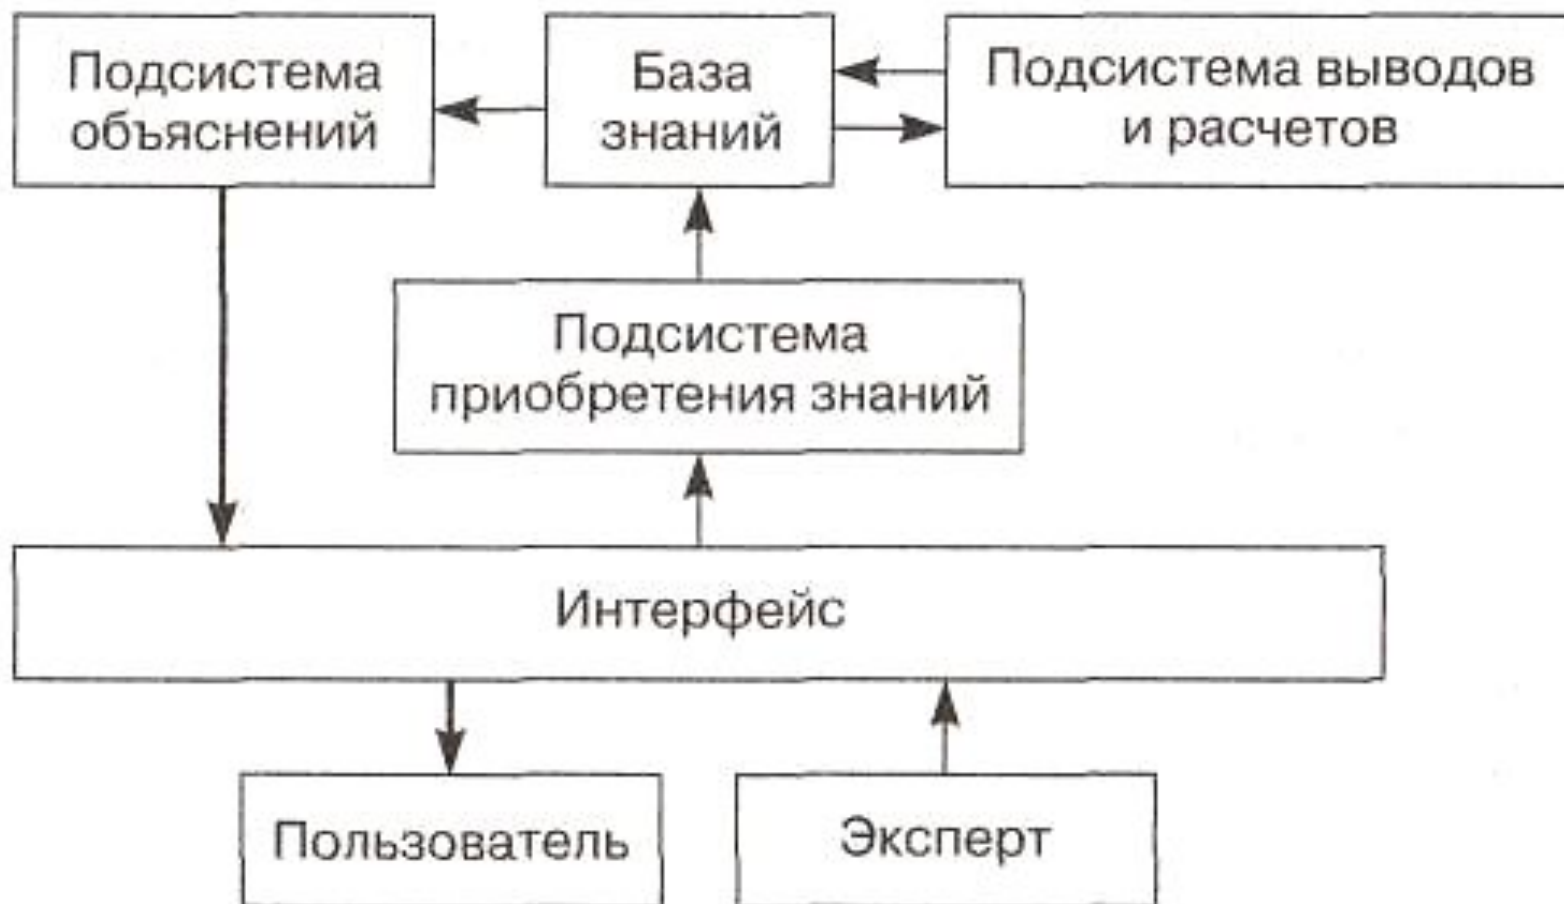 Подсистема
объяснений
База
знаний
Подсистема выводов
и расчетов
Подсистема
приобретения знаний
Интерфейс
Пользователь
Эксперт